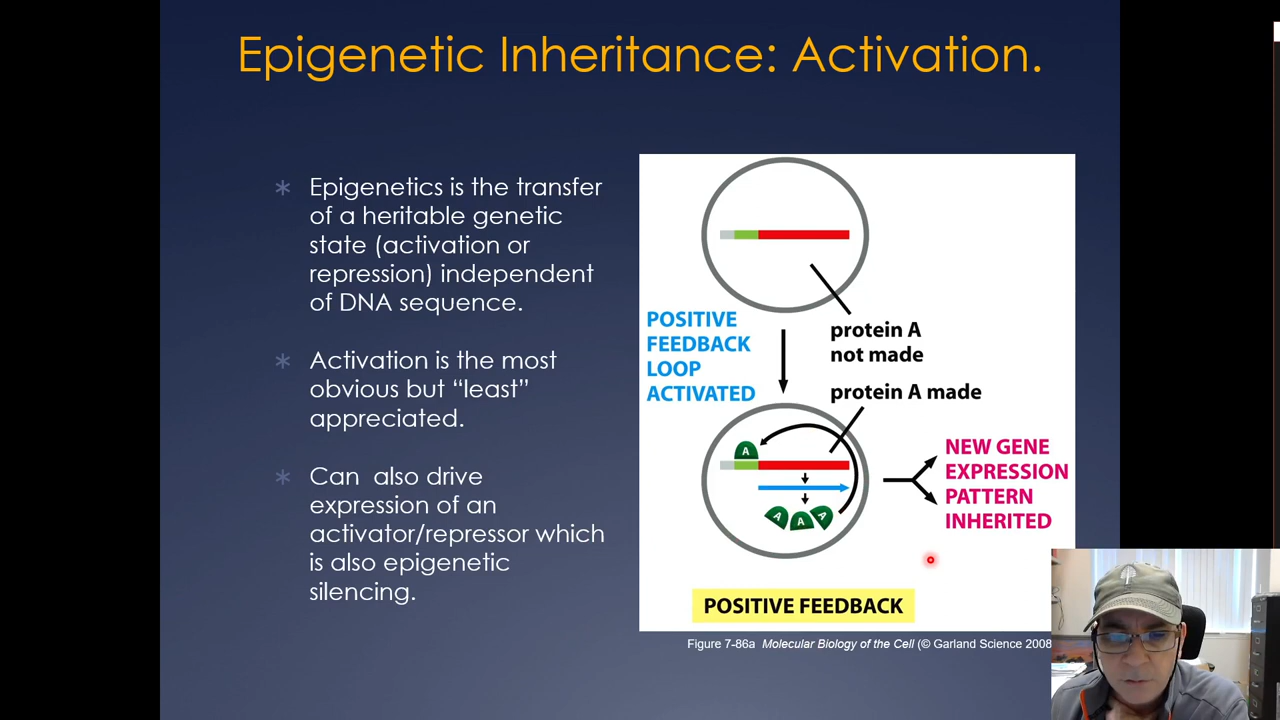 Epigenetic Inheritance: Activation.
Epigenetics is the transfer
of a heritable genetic
state (activation or
repression) independent
of DNA sequence.
Activation is the most
obvious but “least”
appreciated.
Can also drive
expression of an
activator/repressor which
is also epigenetic
silencing.
POSITIVE
FEEDBACK
LOOP
ACTIVATED
protein A
not made
protein A made
A
A A A
NEW GENE
EXPRESSION
PATTERN
INHERITED
POSITIVE FEEDBACK
Figure 7-86a Molecular Biology of the Cell (© Garland Science 2008